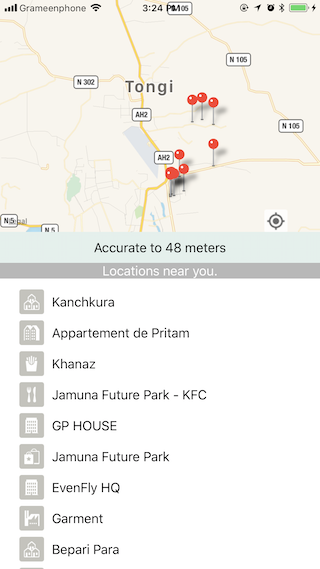 Grameenphone 3:24 PM
N 105
N 302
N 105
Tongi
AH2
N 105
AH2
N 5
N 5
Accurate to 48 meters
Locations near you.
Kanchkura
Appartement de Pritam
Khanaz
Jamuna Future Park - KFC
GP HOUSE
Jamuna Future Park
EvenFly HQ
Garment
Bepari Para